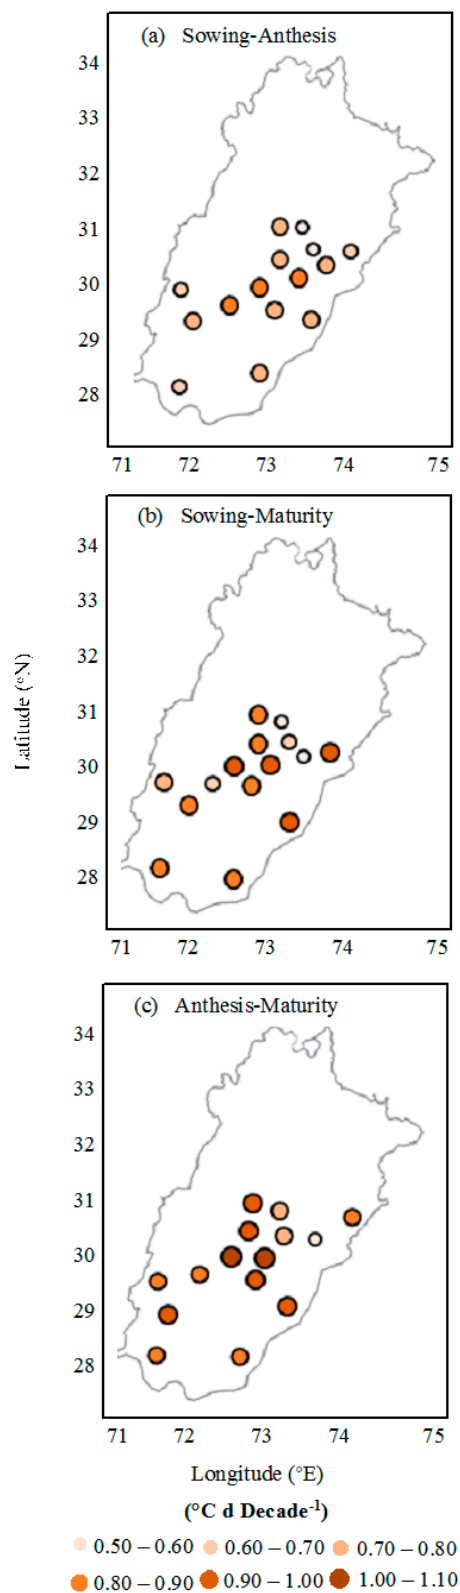 (a) Sowing-Anthesis
34
33
32
31
30
29
28
71 72 73 74 75
(b) Sowing-Maturity
34
33
32
31
30
29
28
71 72 73 74 75
Latitude (°N)
(c) Anthesis-Maturity
34
33
32
31
30
29
28
71 72 73 74 75
Longitude (°E)
(°C d Decade⁻¹)
0.50 – 0.60 0.60 – 0.70 0.70 – 0.80
0.80 – 0.90 0.90 – 1.00 1.00 – 1.10